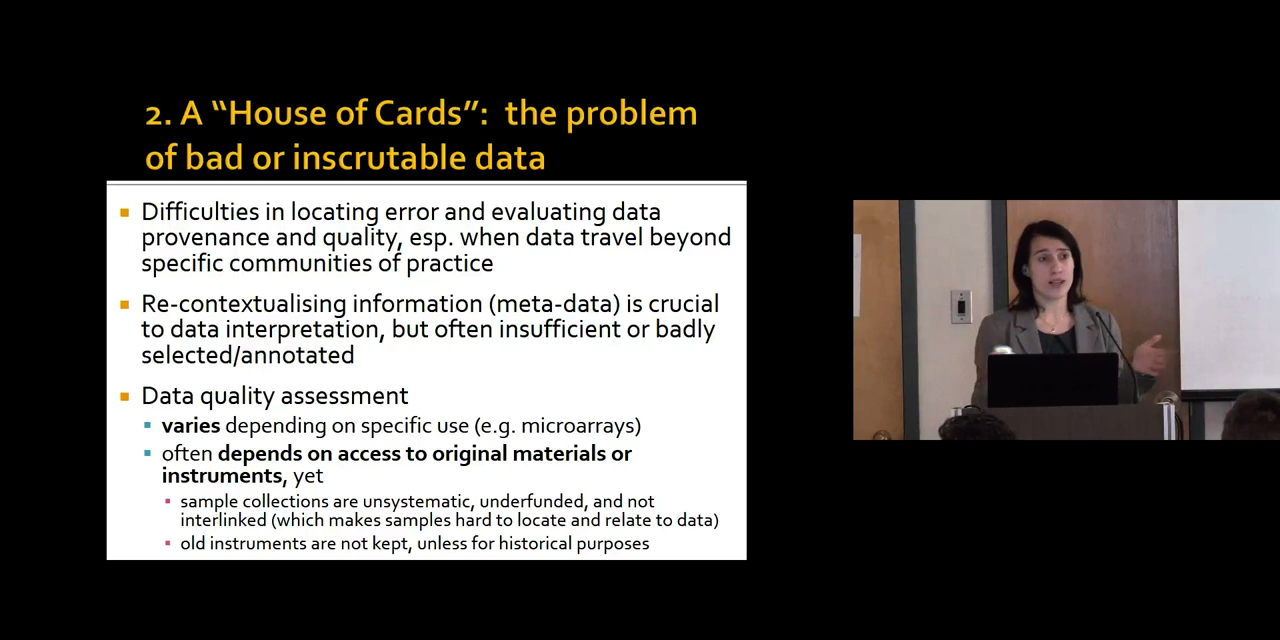 2. A “House of Cards”: the problem
of bad or inscrutable data
Difficulties in locating error and evaluating data
provenance and quality, esp. when data travel beyond
specific communities of practice
Re-contextualising information (meta-data) is crucial
to data interpretation, but often insufficient or badly
selected/annotated
Data quality assessment
varies depending on specific use (e.g. microarrays)
often depends on access to original materials or
instruments, yet
sample collections are unsystematic, underfunded, and not
interlinked (which makes samples hard to locate and relate to data)
old instruments are not kept, unless for historical purposes